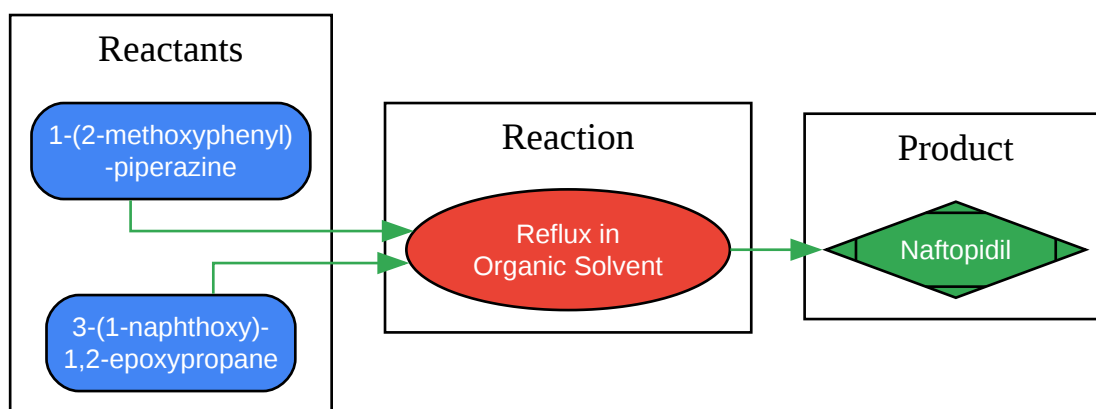 Reactants
1-(2-methoxyphenyl)
-piperazine
3-(1-naphthoxy)-
1,2-epoxypropane
Reaction
Reflux in
Organic Solvent
Product
Naftopidil